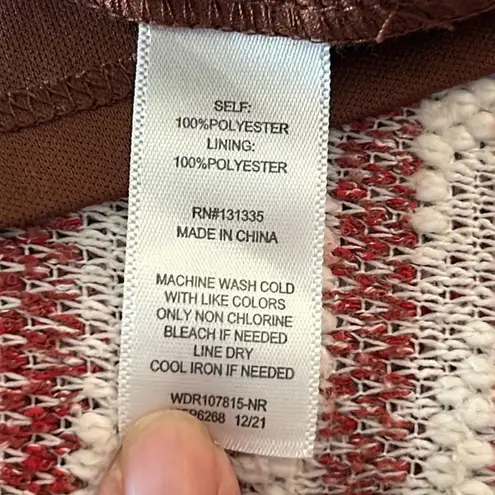 SELF:
100%POLYESTER
LINING:
100%POLYESTER
RN#131335
MADE IN CHINA
MACHINE WASH COLD
WITH LIKE COLORS
ONLY NON CHLORINE
BLEACH IF NEEDED
LINE DRY
COOL IRON IF NEEDED
WDR107815-NR
12/21